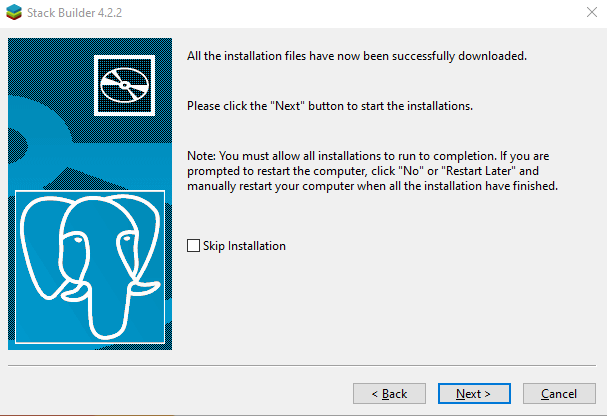 Stack Builder 4.2.2
All the installation files have now been successfully downloaded.
Please click the "Next" button to start the installations.
Note: You must allow all installations to run to completion. If you are
prompted to restart the computer, click "No" or "Restart Later" and
manually restart your computer when all the installation have finished.
Skip Installation
< Back
Next >
Cancel